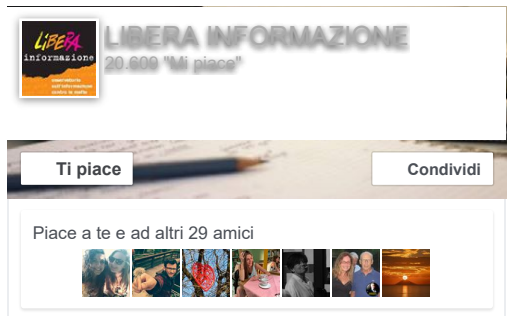 LIBERA
informazione
osservatorio
sull'informazione
contro le mafie
LIBERA INFORMAZIONE
20.609 "Mi piace"
Ti piace
Condividi
Piace a te e ad altri 29 amici